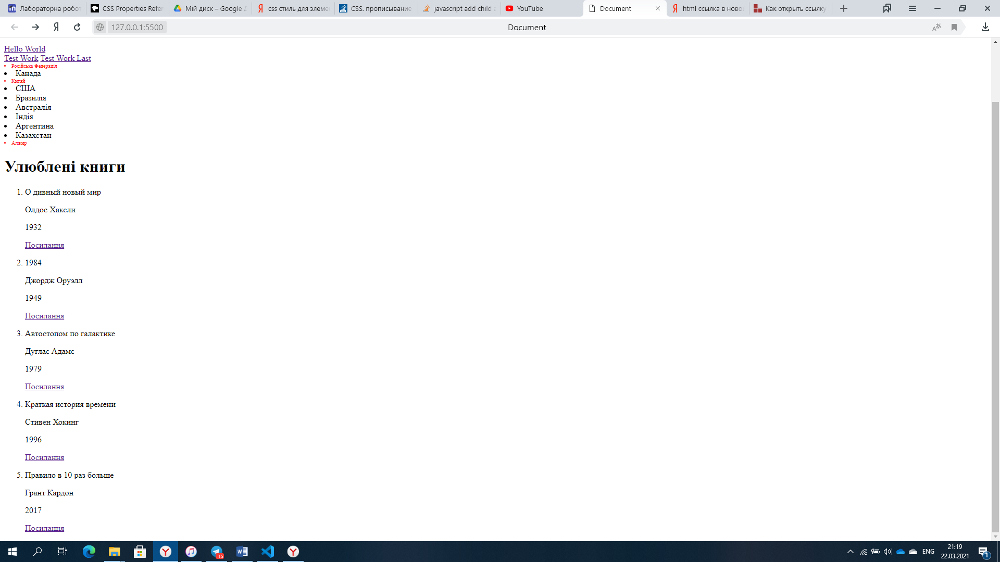 Лабораторна робот
CSS Properties Refer
Мій диск – Google Д
css стиль для элеме
CSS. прописывание
javascript add child a
YouTube
Document
html ссылка в ново
Как открыть ссылку
127.0.0.1:5500
Document
Hello World
Test Work Test Work Last
Російська Федерація
Канада
Китай
США
Бразилія
Австралія
Індія
Аргентина
Казахстан
Алжир
Улюблені книги
1. О дивный новый мир
Олдос Хаксли
1932
Посилання
2. 1984
Джордж Оруэлл
1949
Посилання
3. Автостопом по галактике
Дуглас Адамс
1979
Посилання
4. Краткая история времени
Стивен Хокинг
1996
Посилання
5. Правило в 10 раз больше
Грант Кардон
2017
Посилання
..15
ENG
21:19
22.03.2021
1